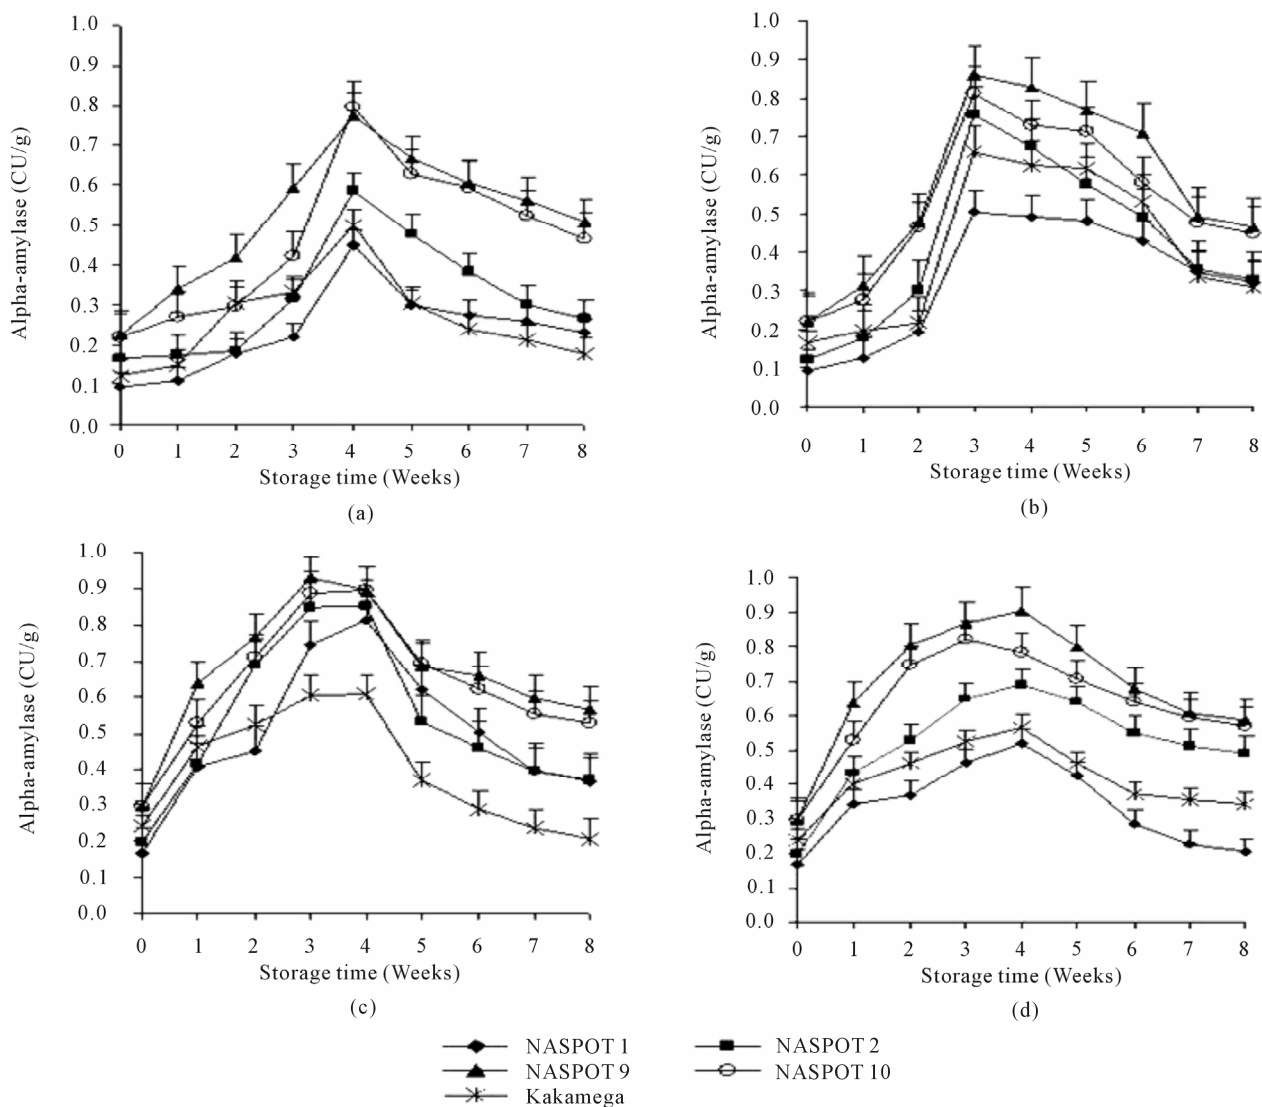 1.0
0.9
0.8
0.7
0.6
0.5
0.4
0.3
0.2
0.1
0.0
Alpha-amylase (CU/g)
0 1 2 3 4 5 6 7 8
Storage time (Weeks)
(a)
1.0
0.9
0.8
0.7
0.6
0.5
0.4
0.3
0.2
0.1
0.0
Alpha-amylase (CU/g)
0 1 2 3 4 5 6 7 8
Storage time (Weeks)
(b)
1.0
0.9
0.8
0.7
0.6
0.5
0.4
0.3
0.2
0.1
0.0
Alpha-amylase (CU/g)
0 1 2 3 4 5 6 7 8
Storage time (Weeks)
(c)
1.0
0.9
0.8
0.7
0.6
0.5
0.4
0.3
0.2
0.1
0.0
Alpha-amylase (CU/g)
0 1 2 3 4 5 6 7 8
Storage time (Weeks)
(d)
NASPOT 1 NASPOT 2
NASPOT 9 NASPOT 10
Kakamega